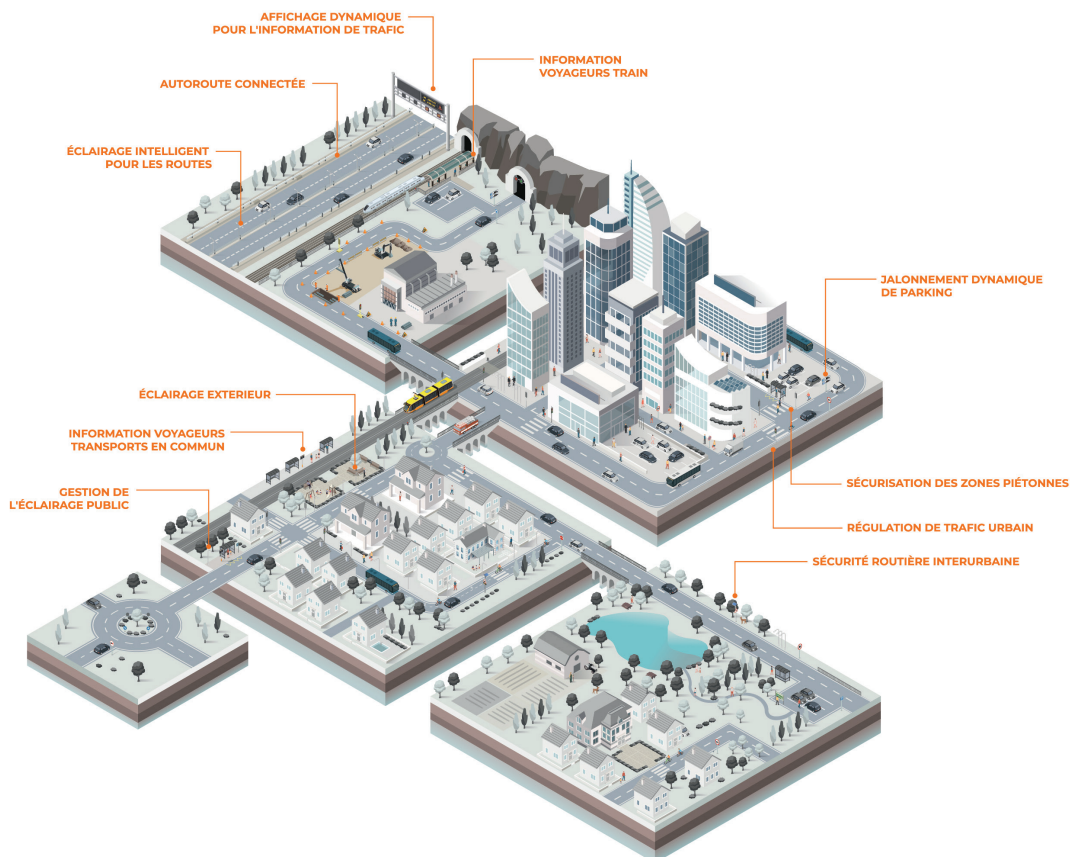 AFFICHAGE DYNAMIQUE
POUR L'INFORMATION DE TRAFIC
INFORMATION
VOYAGEURS TRAIN
AUTOROUTE CONNECTÉE
ÉCLAIRAGE INTELLIGENT
POUR LES ROUTES
JALONNEMENT DYNAMIQUE
DE PARKING
ÉCLAIRAGE EXTERIEUR
INFORMATION VOYAGEURS
TRANSPORTS EN COMMUN
GESTION DE
L'ÉCLAIRAGE PUBLIC
SÉCURISATION DES ZONES PIÉTONNES
RÉGULATION DE TRAFIC URBAIN
SÉCURITÉ ROUTIÈRE INTERURBAINE